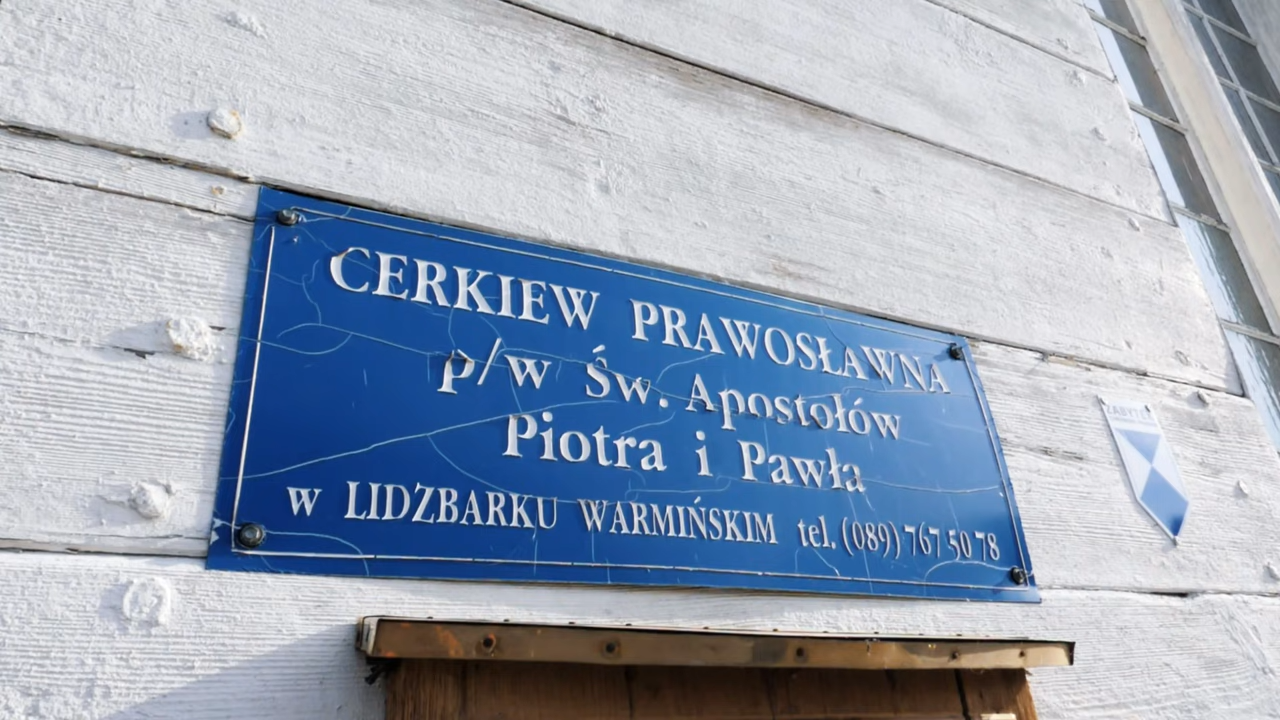 CERKIEW PRAWOSŁAWNA
p/w Św. Apostołów
Piotra i Pawła
w LIDZBARKU WARMIŃSKIM tel. (089) 767 50 78